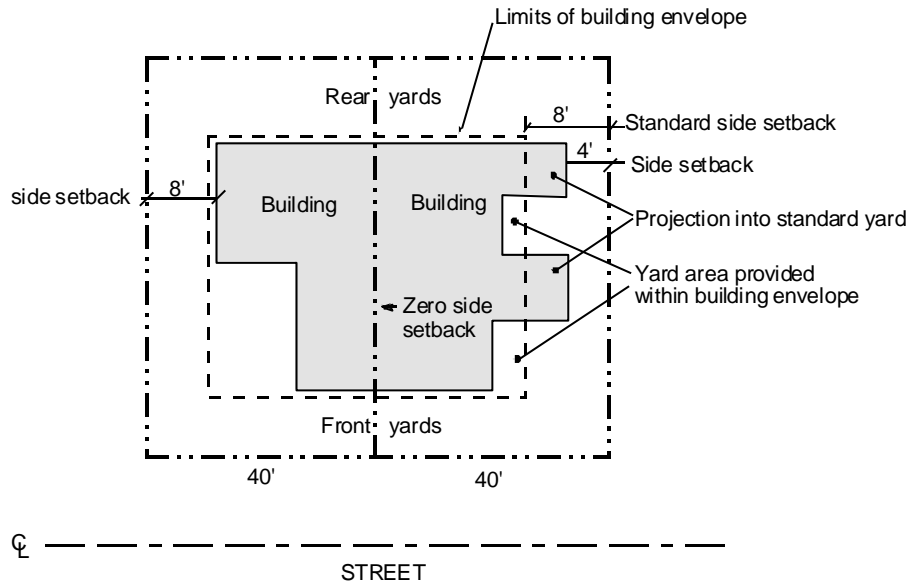 Limits of building envelope
Rear yards
8'
Standard side setback
4'
Side setback
side setback
8'
Building
Building
Projection into standard yard
Yard area provided
within building envelope
Zero side
setback
Front yards
40'
40'
℄
STREET